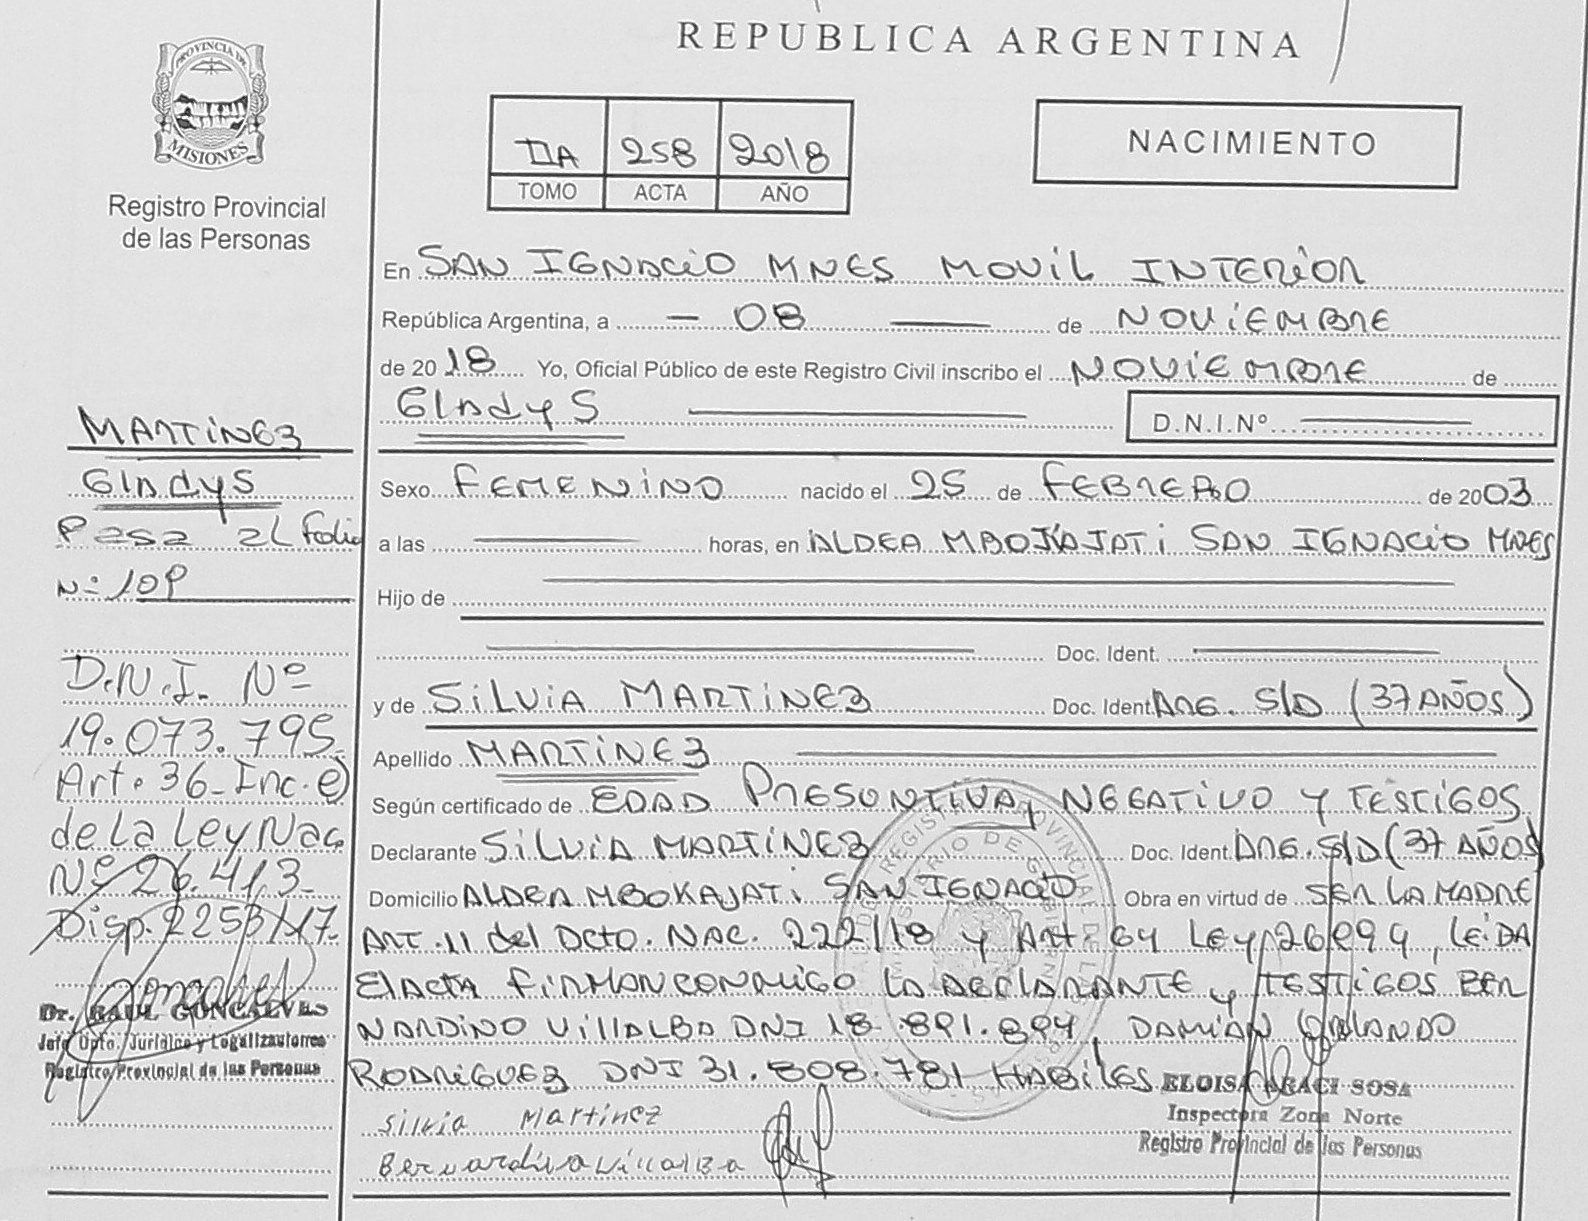 REPUBLICA ARGENTINA
PROVINCIA DE
MISIONES
Registro Provincial
de las Personas
IIA 258 2018
TOMO ACTA AÑO
NACIMIENTO
En SAN IGNACIO MNES MOVIL INTERIOR
República Argentina, a - 08 de NOVIEMBRE
de 2018 Yo, Oficial Público de este Registro Civil inscribo el NOVIEMBRE de
Gladys
D.N.I.Nº
Sexo FEMENINO nacido el 25 de FEBRERO de 2003
a las horas, en ALDEA MBOKAJATI SAN IGNACIO MNES
Hijo de
Doc. Ident.
y de SILVIA MARTINEZ Doc. Ident ARG. S/D (37 AÑOS)
Apellido MARTINEZ
Según certificado de EDAD PRESUNTIVA, NEGATIVO Y TESTIGOS
Declarante SILVIA MARTINEZ Doc. Ident ARG. S/D (37 AÑOS
Domicilio ALDEA MBOKAJATI SAN IGNACIO Obra en virtud de SER LA MADRE
ART. 11 del DCTO. NAC. 222/18 y Art. 64 LEY 26994, LEIDA
El ACTA FIRMAN CONMIGO LA DECLARANTE y TESTIGOS BER
NARDINO VILLALBA DNI 18.891.894, DAMIAN ORLANDO
RODRIGUEZ DNI 31.808.781 HABILES
Silvia Martinez
Bernardino Villalba
ELOISA ARACI SOSA
Inspectora Zona Norte
Registro Provincial de las Personas
MARTINEZ
Gladys
Pasa al folio
Nº 109
D.N.I. Nº
19.073.795
Art. 36 Inc. e)
de la Ley Nac
Nº 26.413
Disp. 2253/17.
Dr. RAUL GONCALVES
Jefe Dpto. Jurídico y Legalizaciones
Registro Provincial de las Personas